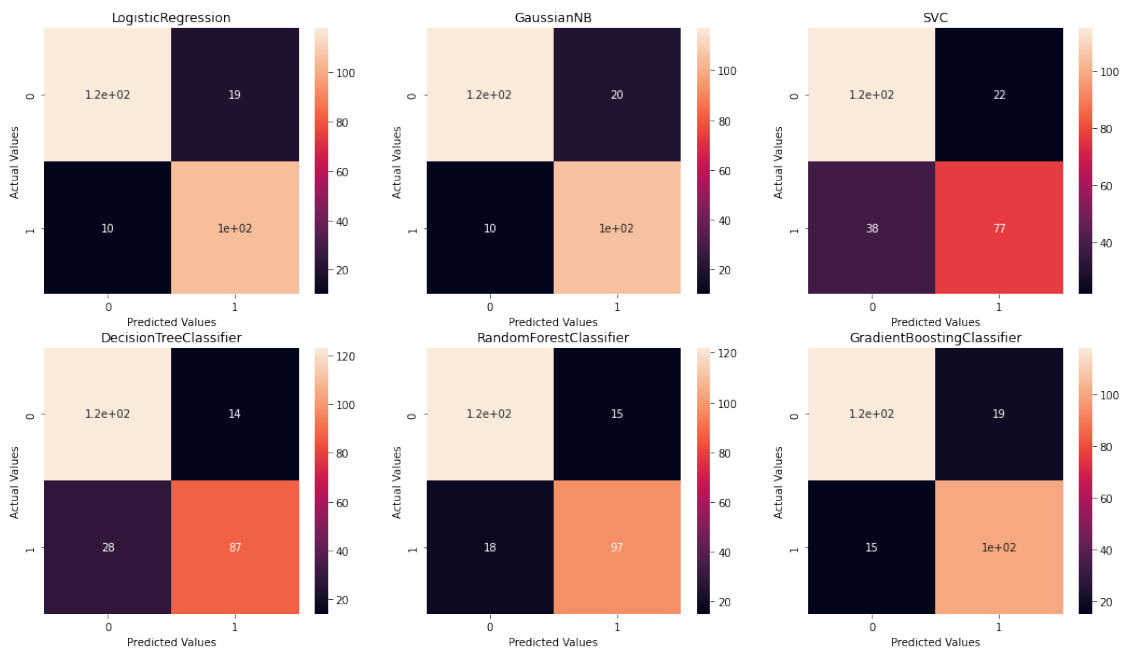 LogisticRegression
Actual Values
0
1
1.2e+02
19
10
1e+02
0
1
Predicted Values
100
80
60
40
20
GaussianNB
Actual Values
0
1
1.2e+02
20
10
1e+02
0
1
Predicted Values
100
80
60
40
20
SVC
Actual Values
0
1
1.2e+02
22
38
77
0
1
Predicted Values
100
80
60
40
DecisionTreeClassifier
Actual Values
0
1
1.2e+02
14
28
87
0
1
Predicted Values
120
100
80
60
40
20
RandomForestClassifier
Actual Values
0
1
1.2e+02
15
18
97
0
1
Predicted Values
120
100
80
60
40
20
GradientBoostingClassifier
Actual Values
0
1
1.2e+02
19
15
1e+02
0
1
Predicted Values
100
80
60
40
20